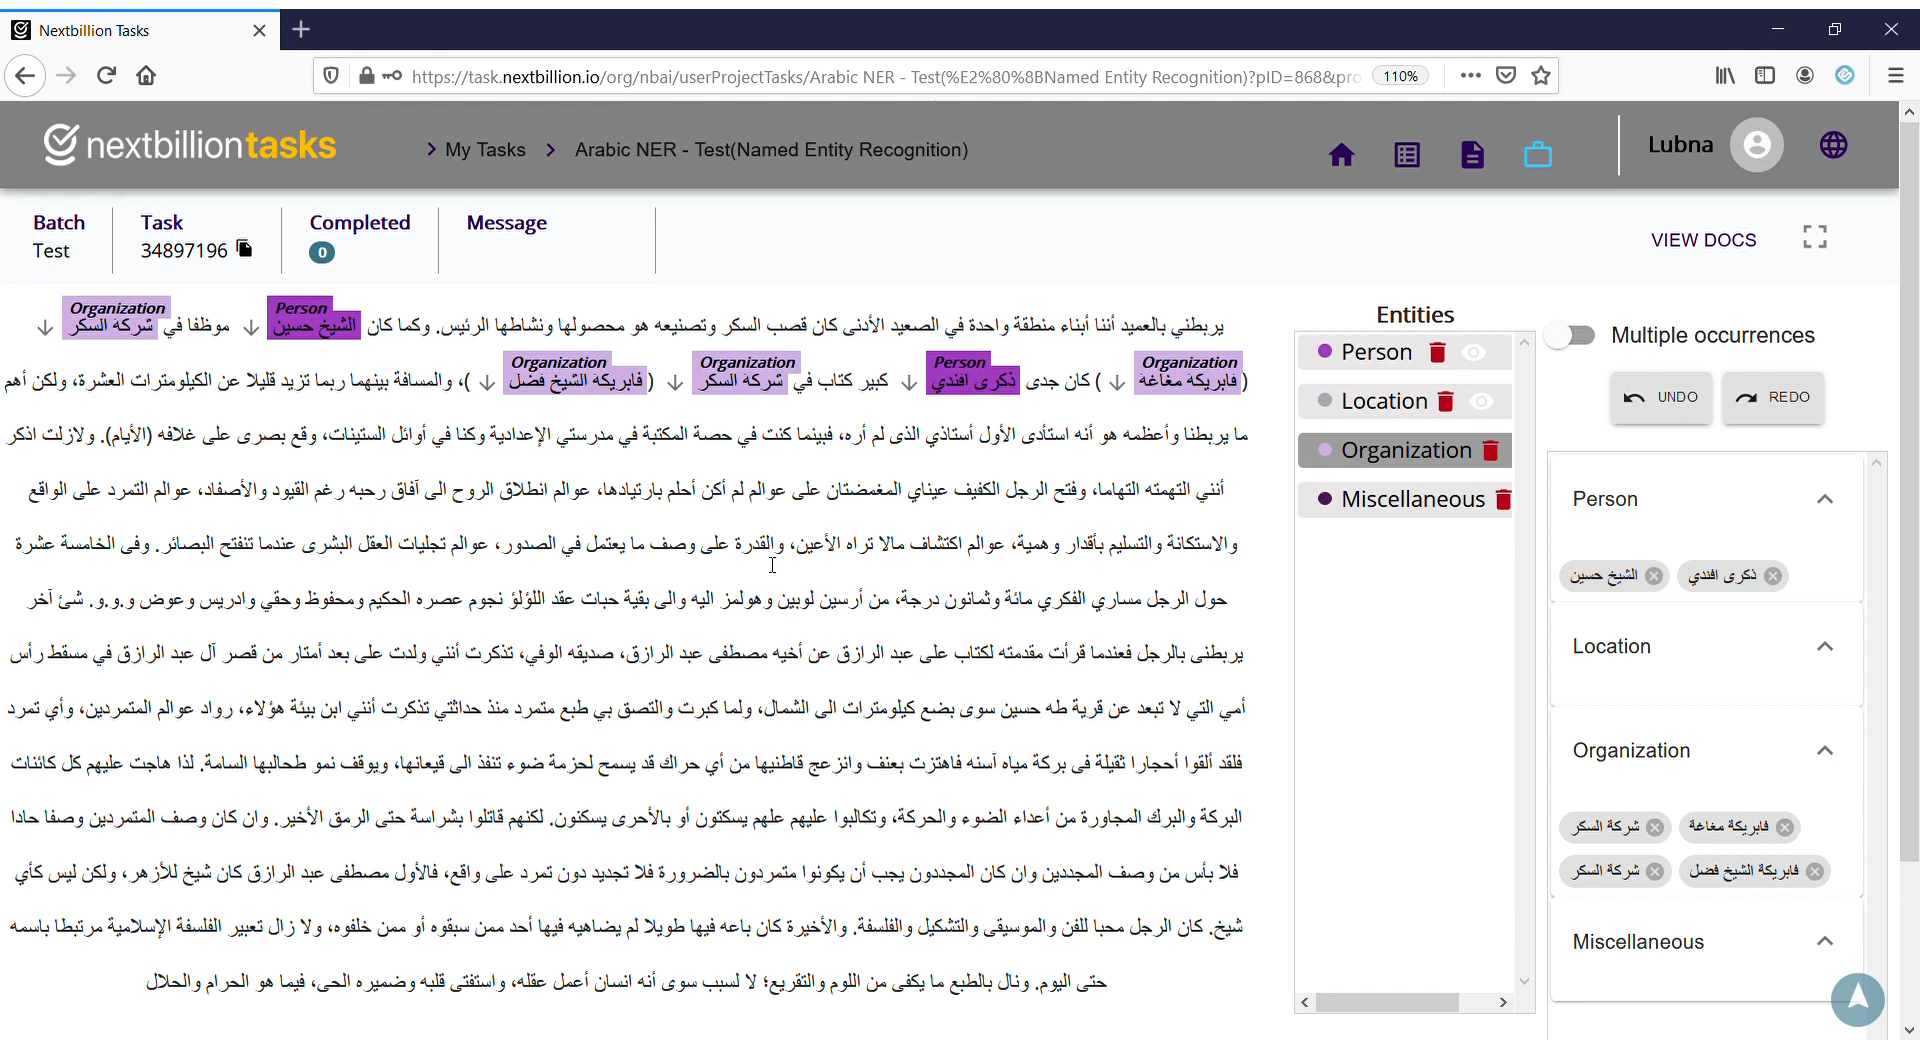 Nextbillion Tasks
https://task.nextbillion.io/org/nbai/userProjectTasks/Arabic NER - Test(%E2%80%8BNamed Entity Recognition)?pID=868&pro
110%
nextbilliontasks
My Tasks
Arabic NER - Test(Named Entity Recognition)
Lubna
Batch
Test
Task
34897196
Completed
0
Message
VIEW DOCS
Person
Organization
يربطني بالعميد أننا أبناء منطقة واحدة في الصعيد الأدنى كان قصب السكر وتصنيعه هو محصولها ونشاطها الرئيس. وكما كان الشيخ حسين موظفا في شركة السكر
Organization
Person
Organization
Organization
(فابريكة مغاغة) كان جدى ذكرى افندي كبير كتاب في شركة السكر (فابريكة الشيخ فضل)، والمسافة بينهما ربما تزيد قليلا عن الكيلومترات العشرة، ولكن أهم
ما يربطنا وأعظمه هو أنه استأدى الأول أستاذي الذى لم أره، فبينما كنت في حصة المكتبة في مدرستي الإعدادية وكنا في أوائل الستينات، وقع بصرى على غلافه (الأيام). ولازلت اذكر
أنني التهمته التهاما، وفتح الرجل الكفيف عيناي المغمضتان على عوالم لم أكن أحلم بارتيادها، عوالم انطلاق الروح الى آفاق رحبه رغم القيود والأصفاد، عوالم التمرد على الواقع
والاستكانة والتسليم بأقدار وهمية، عوالم اكتشاف مالا تراه الأعين، والقدرة على وصف ما يعتمل في الصدور، عوالم تجليات العقل البشرى عندما تنفتح البصائر. وفى الخامسة عشرة
حول الرجل مساري الفكري مائة وثمانون درجة، من أرسين لوبين وهولمز اليه والى بقية حبات عقد اللؤلؤ نجوم عصره الحكيم ومحفوظ وحقي وادريس وعوض و.و.و. شئ آخر
يربطنى بالرجل فعندما قرأت مقدمته لكتاب على عبد الرازق عن أخيه مصطفى عبد الرازق، صديقه الوفي، تذكرت أنني ولدت على بعد أمتار من قصر آل عبد الرازق في مسقط رأس
أمي التي لا تبعد عن قرية طه حسين سوى بضع كيلومترات الى الشمال، ولما كبرت والتصق بي طبع متمرد منذ حداثتي تذكرت أنني ابن بيئة هؤلاء، رواد عوالم المتمردين، وأي تمرد
فلقد ألقوا أحجارا ثقيلة فى بركة مياه آسنه فاهتزت بعنف وانزعج قاطنيها من أي حراك قد يسمح لحزمة ضوء تنفذ الى قيعانها، ويوقف نمو طحالبها السامة. لذا هاجت عليهم كل كائنات
البركة والبرك المجاورة من أعداء الضوء والحركة، وتكالبوا عليهم علهم يسكتون أو بالأحرى يسكنون. لكنهم قاتلوا بشراسة حتى الرمق الأخير. وان كان وصف المتمردين وصفا حادا
فلا بأس من وصف المجددين وان كان المجددون يجب أن يكونوا متمردون بالضرورة فلا تجديد دون تمرد على واقع، فالأول مصطفى عبد الرازق كان شيخ للأزهر، ولكن ليس كأي
شيخ. كان الرجل محبا للفن والموسيقى والتشكيل والفلسفة. والأخيرة كان باعه فيها طويلا لم يضاهيه فيها أحد ممن سبقوه أو ممن خلفوه، ولا زال تعبير الفلسفة الإسلامية مرتبطا باسمه
حتى اليوم. ونال بالطبع ما يكفى من اللوم والتقريع؛ لا لسبب سوى أنه انسان أعمل عقله، واستفتى قلبه وضميره الحى، فيما هو الحرام والحلال
Entities
Person
Location
Organization
Miscellaneous
Multiple occurrences
UNDO
REDO
Person
الشيخ حسين
ذكرى افندي
Location
Organization
شركة السكر
فابريكة مغاغة
شركة السكر
فابريكة الشيخ فضل
Miscellaneous